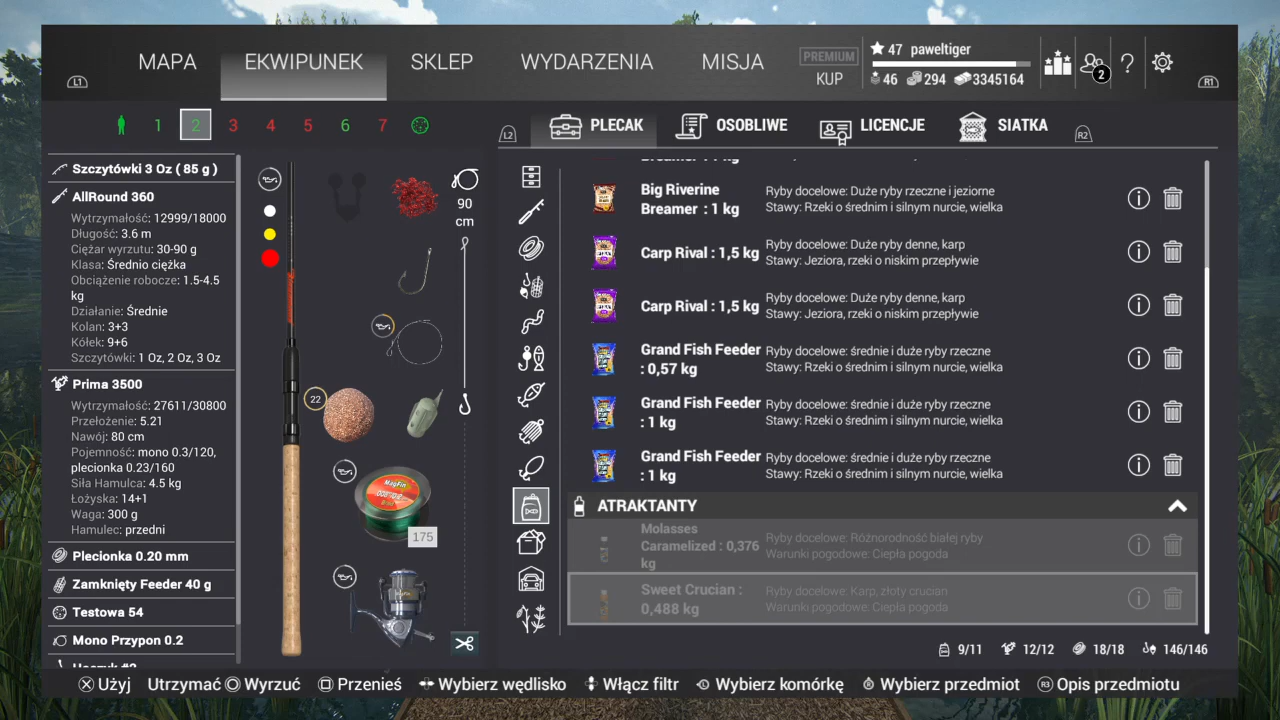 MAPA
EKWIPUNEK
SKLEP
WYDARZENIA
MISJA
PREMIUM
KUP
47 paweltiger
46
294
3345164
2
?
L1
R1
1
2
3
4
5
6
7
L2
PLECAK
OSOBLIWE
LICENCJE
SIATKA
R2
Szczytówki 3 Oz ( 85 g )
AllRound 360
Wytrzymałość: 12999/18000
Długość: 3.6 m
Ciężar wyrzutu: 30-90 g
Klasa: Średnio ciężka
Obciążenie robocze: 1.5-4.5
kg
Działanie: Średnie
Kolan: 3+3
Kółek: 9+6
Szczytówki: 1 Oz, 2 Oz, 3 Oz
Prima 3500
Wytrzymałość: 27611/30800
Przełożenie: 5.21
Nawój: 80 cm
Pojemność: mono 0.3/120,
plecionka 0.23/160
Siła Hamulca: 4.5 kg
Łożyska: 14+1
Waga: 300 g
Hamulec: przedni
Plecionka 0.20 mm
Zamknięty Feeder 40 g
Testowa 54
Mono Przypon 0.2
Haczyk #2
90
cm
22
MagFin
175
Big Riverine
Breamer : 1 kg
Ryby docelowe: Duże ryby rzeczne i jeziorne
Stawy: Rzeki o średnim i silnym nurcie, wielka
Carp Rival : 1,5 kg
Ryby docelowe: Duże ryby denne, karp
Stawy: Jeziora, rzeki o niskim przepływie
Carp Rival : 1,5 kg
Ryby docelowe: Duże ryby denne, karp
Stawy: Jeziora, rzeki o niskim przepływie
Grand Fish Feeder
: 0,57 kg
Ryby docelowe: średnie i duże ryby rzeczne
Stawy: Rzeki o średnim i silnym nurcie, wielka
Grand Fish Feeder
: 1 kg
Ryby docelowe: średnie i duże ryby rzeczne
Stawy: Rzeki o średnim i silnym nurcie, wielka
Grand Fish Feeder
: 1 kg
Ryby docelowe: średnie i duże ryby rzeczne
Stawy: Rzeki o średnim i silnym nurcie, wielka
ATRAKTANTY
Molasses
Caramelized : 0,376
kg
Ryby docelowe: Różnorodność białej ryby
Warunki pogodowe: Ciepła pogoda
Sweet Crucian :
0,488 kg
Ryby docelowe: Karp, złoty crucian
Warunki pogodowe: Ciepła pogoda
9/11
12/12
18/18
146/146
Użyj
Utrzymać
Wyrzuć
Przenieś
Wybierz wędlisko
Włącz filtr
Wybierz komórkę
Wybierz przedmiot
R3
Opis przedmiotu